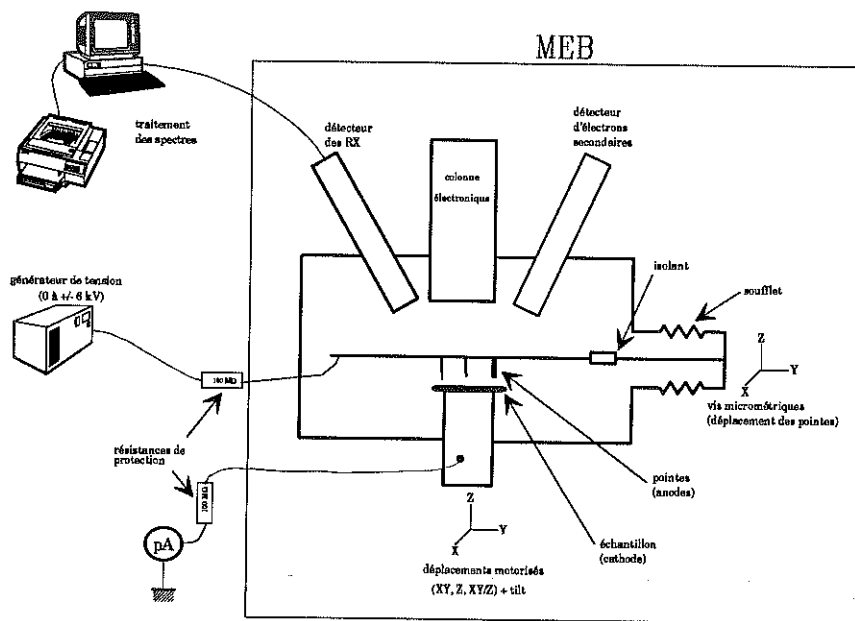 MEB
traitement
des spectres
détecteur
des RX
colonne
électronique
détecteur
d'électrons
secondaires
isolant
soufflet
générateur de tension
(0 à +/- 6 kV)
résistances de
protection
100 MΩ
pA
Z
Y
X
vis micrométriques
(déplacement des pointes)
pointes
(anodes)
échantillon
(cathode)
Z
Y
X
déplacements motorisés
(XY, Z, XY/Z) + tilt